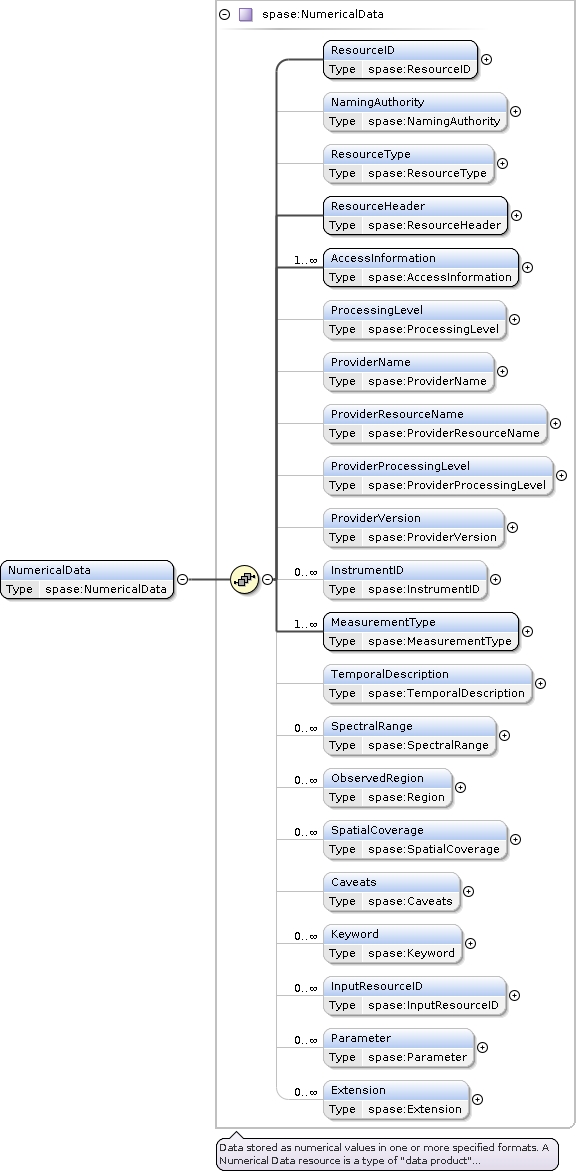 spase:NumericalData
ResourceID
Type spase:ResourceID
NamingAuthority
Type spase:NamingAuthority
ResourceType
Type spase:ResourceType
ResourceHeader
Type spase:ResourceHeader
1..∞
AccessInformation
Type spase:AccessInformation
ProcessingLevel
Type spase:ProcessingLevel
ProviderName
Type spase:ProviderName
ProviderResourceName
Type spase:ProviderResourceName
ProviderProcessingLevel
Type spase:ProviderProcessingLevel
ProviderVersion
Type spase:ProviderVersion
NumericalData
Type spase:NumericalData
0..∞
InstrumentID
Type spase:InstrumentID
1..∞
MeasurementType
Type spase:MeasurementType
TemporalDescription
Type spase:TemporalDescription
0..∞
SpectralRange
Type spase:SpectralRange
0..∞
ObservedRegion
Type spase:Region
0..∞
SpatialCoverage
Type spase:SpatialCoverage
Caveats
Type spase:Caveats
0..∞
Keyword
Type spase:Keyword
0..∞
InputResourceID
Type spase:InputResourceID
0..∞
Parameter
Type spase:Parameter
0..∞
Extension
Type spase:Extension
Data stored as numerical values in one or more specified formats. A
Numerical Data resource is a type of "data product"...